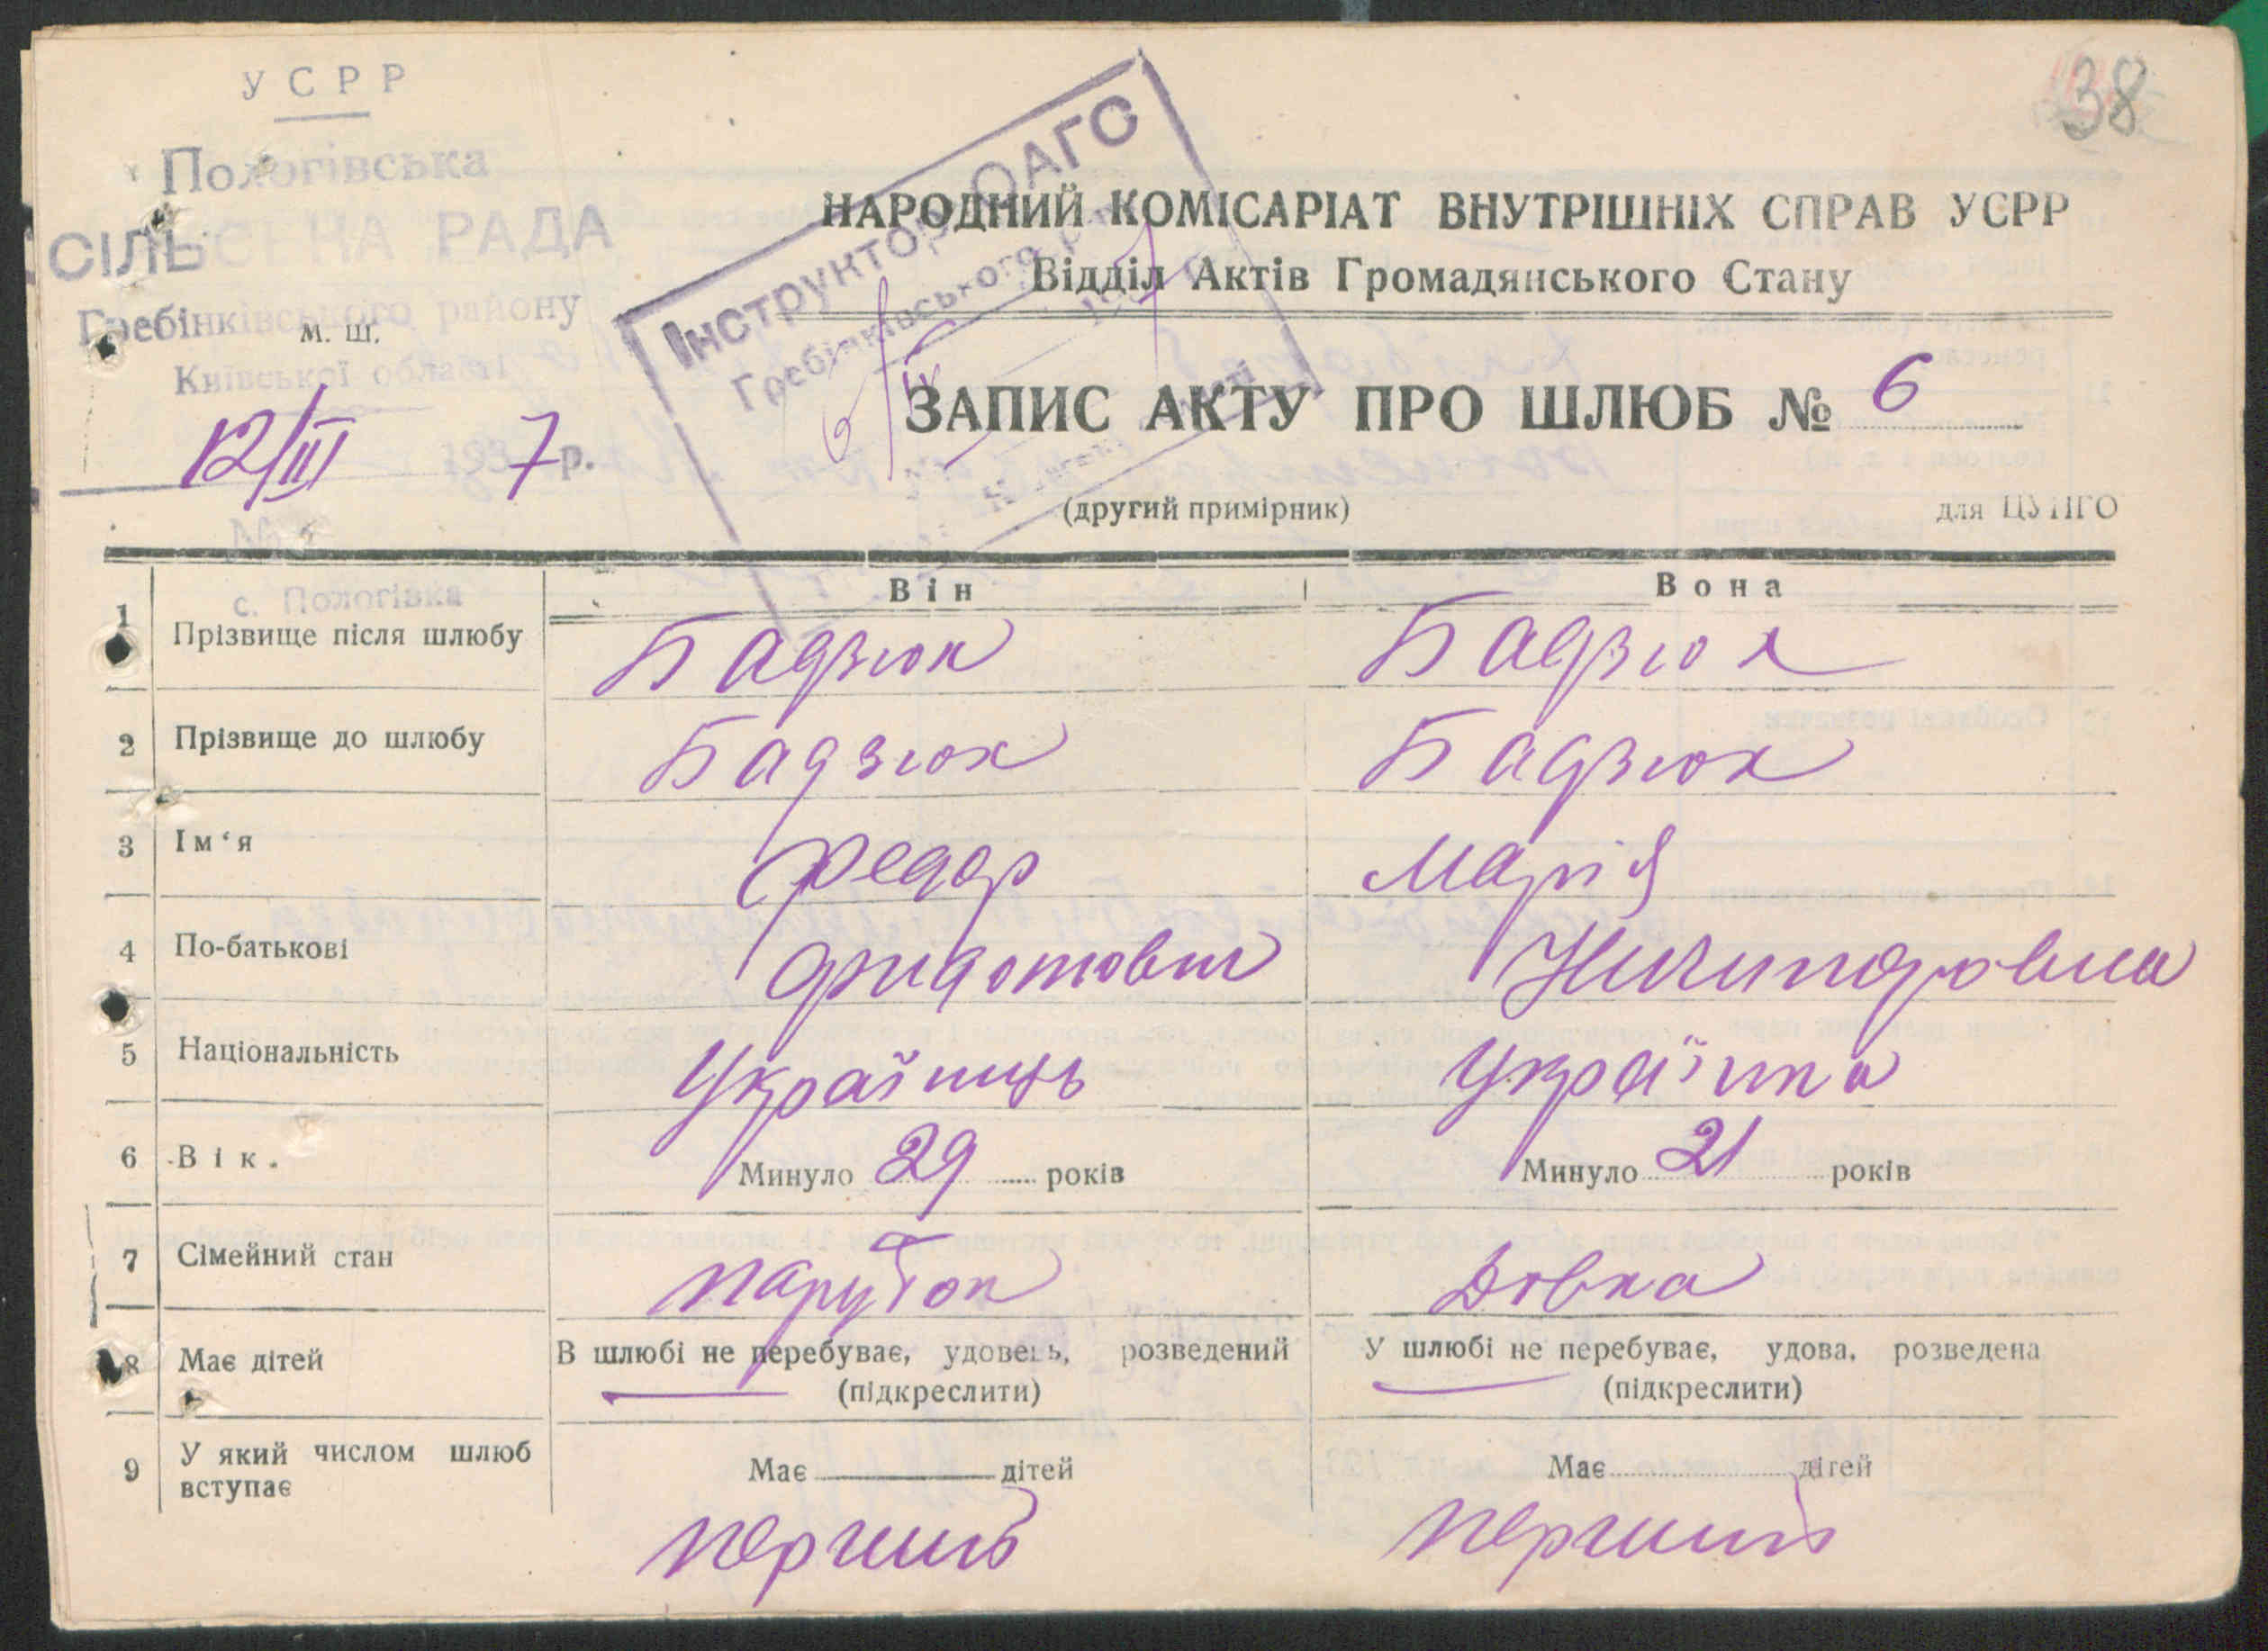 УСРР
38
Пологівська
СІЛЬСЬКА РАДА
Гребінківського району
м. ш.
Київської області
12/III 1937 р.
№
с. Пологівка
Інструктор ОАГС
Гребінківського
НАРОДНИЙ КОМІСАРІАТ ВНУТРІШНІХ СПРАВ УСРР
Відділ Актів Громадянського Стану
ЗАПИС АКТУ ПРО ШЛЮБ № 6
(другий примірник)
для ЦУНГО
Він Вона
1 Прізвище після шлюбу Бадзюк Бадзюк
2 Прізвище до шлюбу Бадзюк Бадзюк
3 Ім‘я Федор Марія
4 По-батькові Филотович Ничипоровна
5 Національність Українець Українка
6 Вік. Минуло 29 років Минуло 21 років
7 Сімейний стан парубок Дівка
В шлюбі не перебуває, удовець, розведений У шлюбі не перебуває, удова, розведена
(підкреслити) (підкреслити)
8 Має дітей
Має дітей Має дітей
9 У який числом шлюб
вступає
перший перший